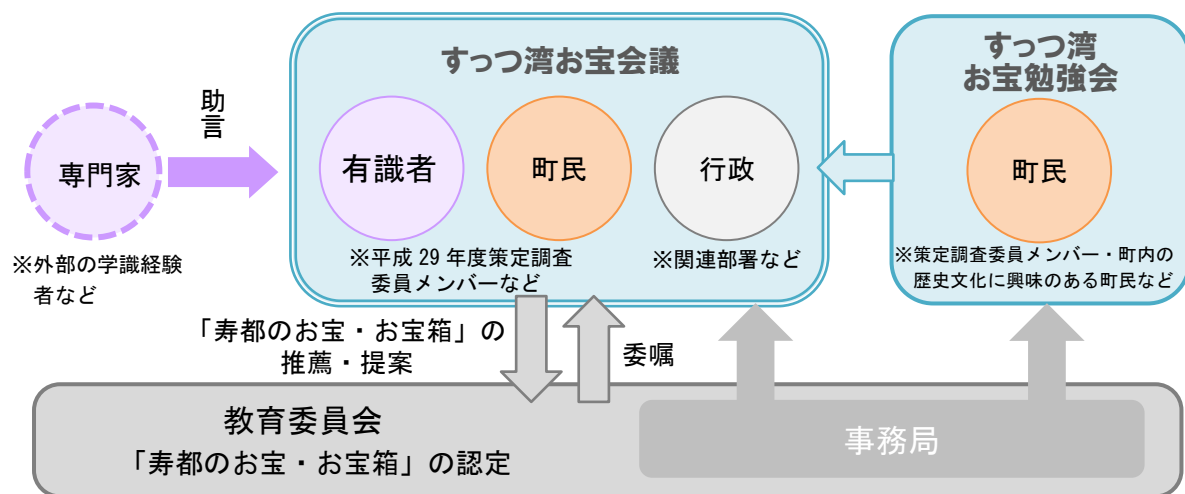 すっつ湾お宝会議
すっつ湾
お宝勉強会
助言
専門家
有識者
町民
行政
町民
※外部の学識経験
者など
※平成 29 年度策定調査
委員メンバーなど
※関連部署など
※策定調査委員メンバー・町内の
歴史文化に興味のある町民など
「寿都のお宝・お宝箱」の
推薦・提案
委嘱
教育委員会
「寿都のお宝・お宝箱」の認定
事務局